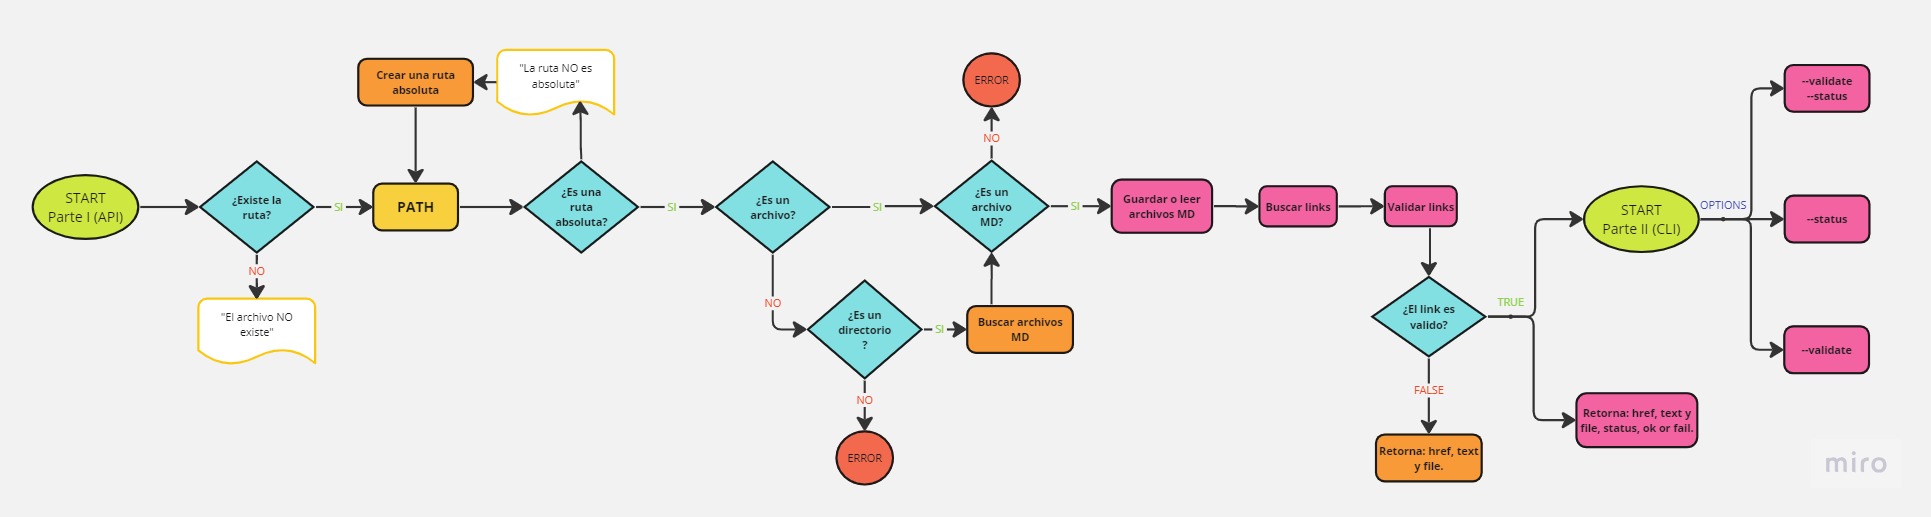 START
Parte I (API)
¿Existe la
ruta?
NO
"El archivo NO
existe"
SI
Crear una ruta
absoluta
PATH
"La ruta NO es
absoluta"
¿Es una
ruta
absoluta?
SI
¿Es un
archivo?
NO
¿Es un
directorio
?
NO
ERROR
SI
Buscar archivos
MD
SI
¿Es un
archivo
MD?
NO
ERROR
SI
Guardar o leer
archivos MD
Buscar links
Validar links
¿El link es
valido?
FALSE
Retorna: href, text
y file.
TRUE
Retorna: href, text y
file, status, ok or fail.
START
Parte II (CLI)
OPTIONS
--validate
--status
--status
--validate
miro